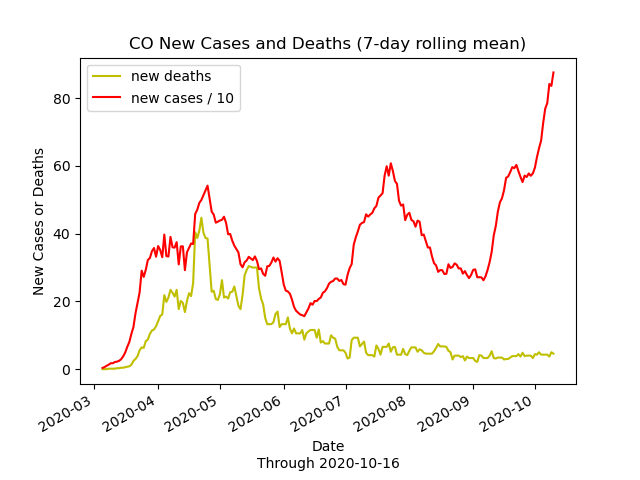 CO New Cases and Deaths (7-day rolling mean)
new deaths
new cases / 10
New Cases or Deaths
80
60
40
20
0
2020-03
2020-04
2020-05
2020-06
2020-07
2020-08
2020-09
2020-10
Date
Through 2020-10-16